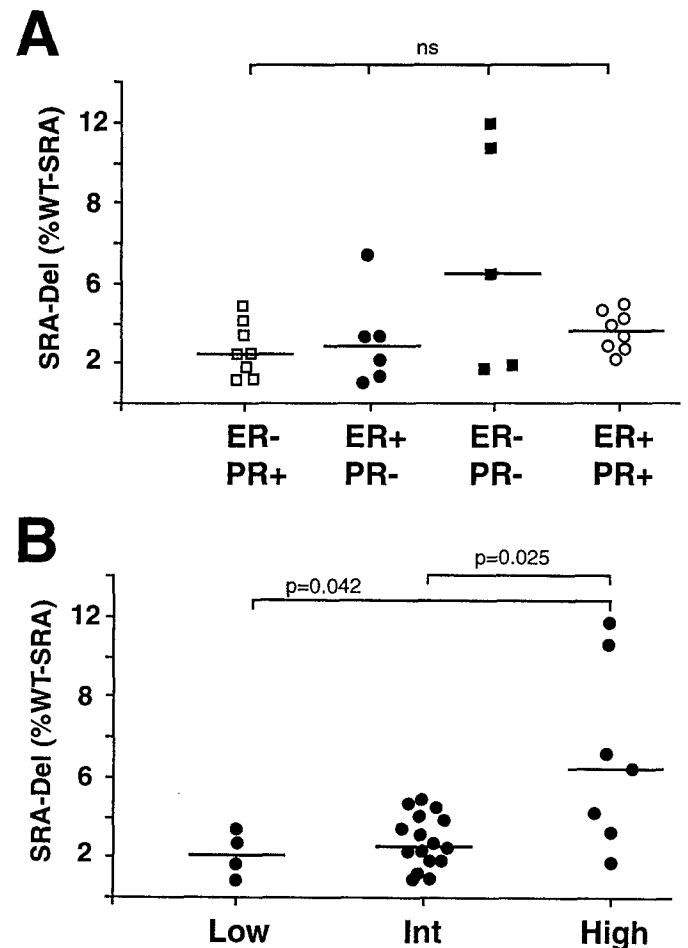 A
ns
SRA-Del (%WT-SRA)
12
8
6
2
ER- ER+ ER- ER+
PR+ PR- PR- PR+
B
p=0.025
p=0.042
SRA-Del (%WT-SRA)
12
8
6
2
Low Int High